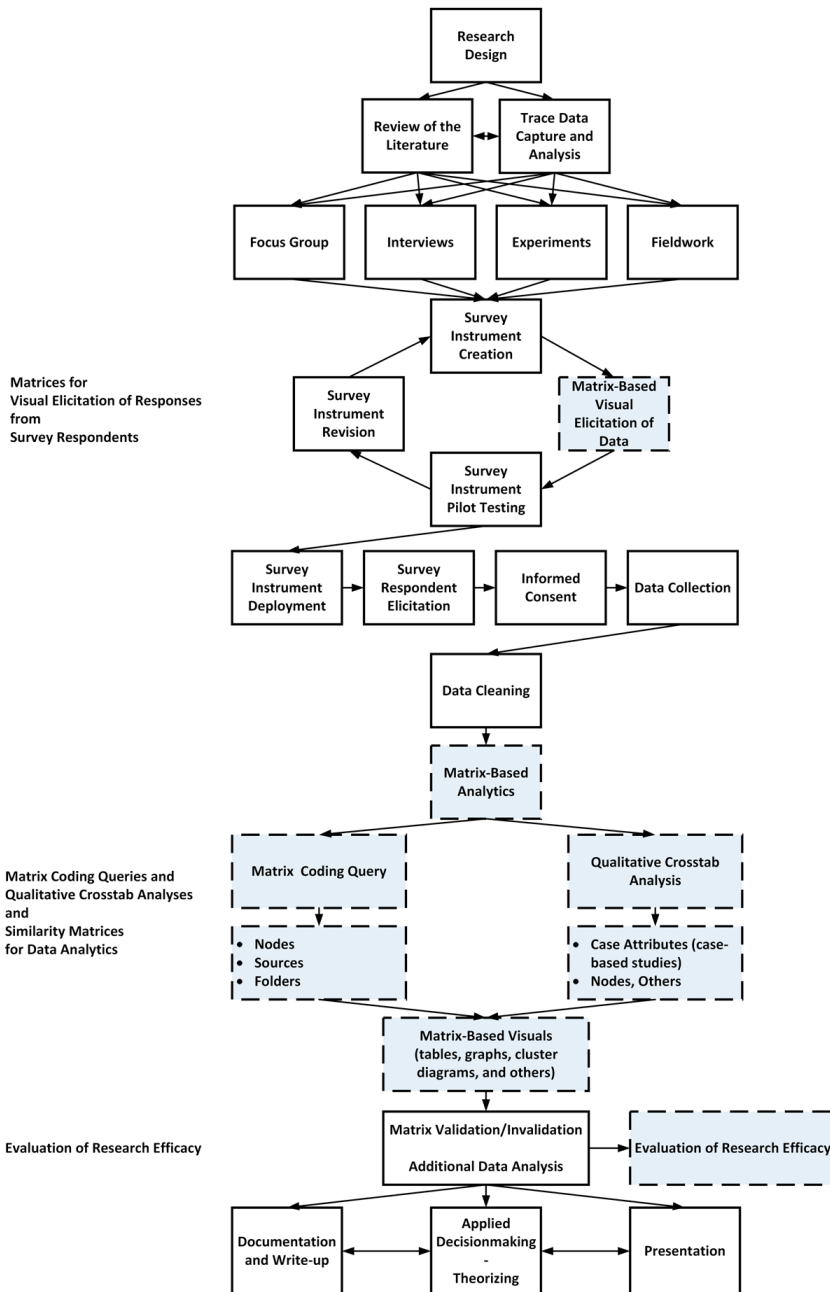 Research
Design
Review of the
Literature
Trace Data
Capture and
Analysis
Focus Group
Interviews
Experiments
Fieldwork
Survey
Instrument
Creation
Matrices for
Visual Elicitation of Responses
from
Survey Respondents
Survey
Instrument
Revision
Matrix-Based
Visual
Elicitation of
Data
Survey
Instrument
Pilot Testing
Survey
Instrument
Deployment
Survey
Respondent
Elicitation
Informed
Consent
Data Collection
Data Cleaning
Matrix-Based
Analytics
Matrix Coding Queries and
Qualitative Crosstab Analyses
and
Similarity Matrices
for Data Analytics
Matrix Coding Query
Qualitative Crosstab
Analysis
• Nodes
• Sources
• Folders
• Case Attributes (case-
based studies)
• Nodes, Others
Matrix-Based Visuals
(tables, graphs, cluster
diagrams, and others)
Evaluation of Research Efficacy
Matrix Validation/Invalidation
Additional Data Analysis
Evaluation of Research Efficacy
Documentation
and Write-up
Applied
Decisionmaking
-
Theorizing
Presentation